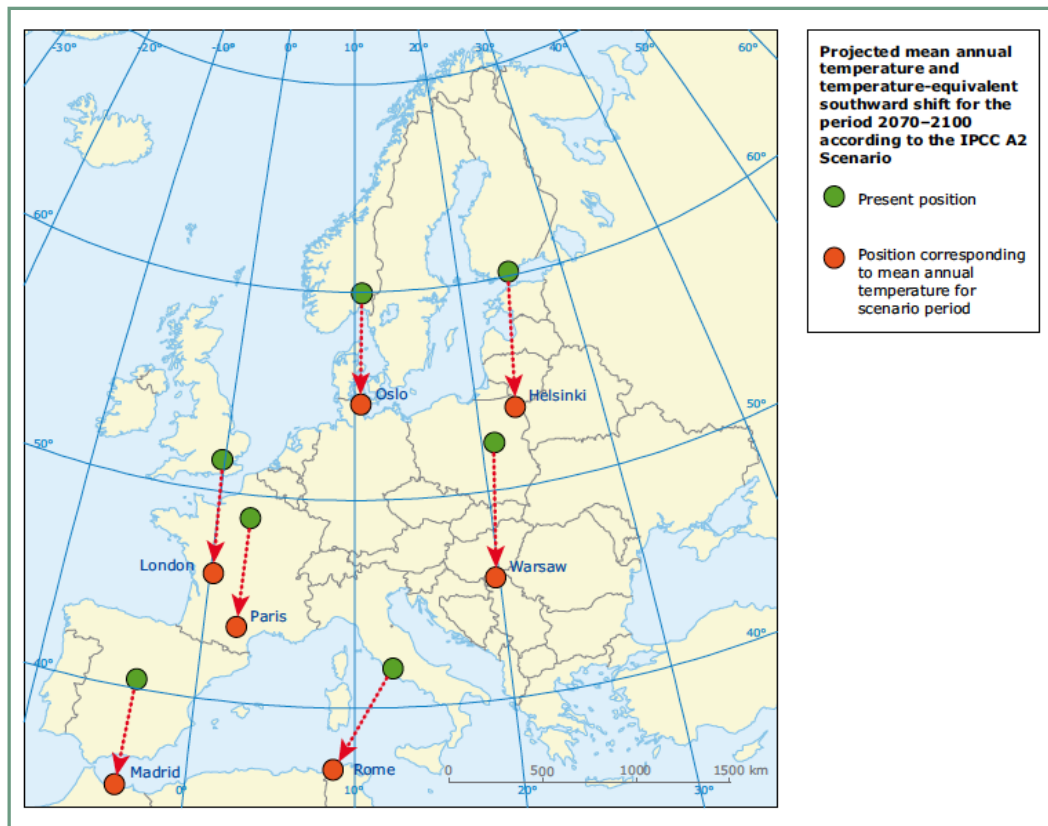 -30°
-20°
-10°
0°
10°
20°
30°
40°
50°
60°
Projected mean annual
temperature and
temperature-equivalent
southward shift for the
period 2070–2100
according to the IPCC A2
Scenario
Present position
Position corresponding
to mean annual
temperature for
scenario period
60°
60°
Oslo
Helsinki
50°
50°
London
Warsaw
Paris
40°
40°
Madrid
Rome
0 500 1000 1500 km
0°
10°
20°
30°